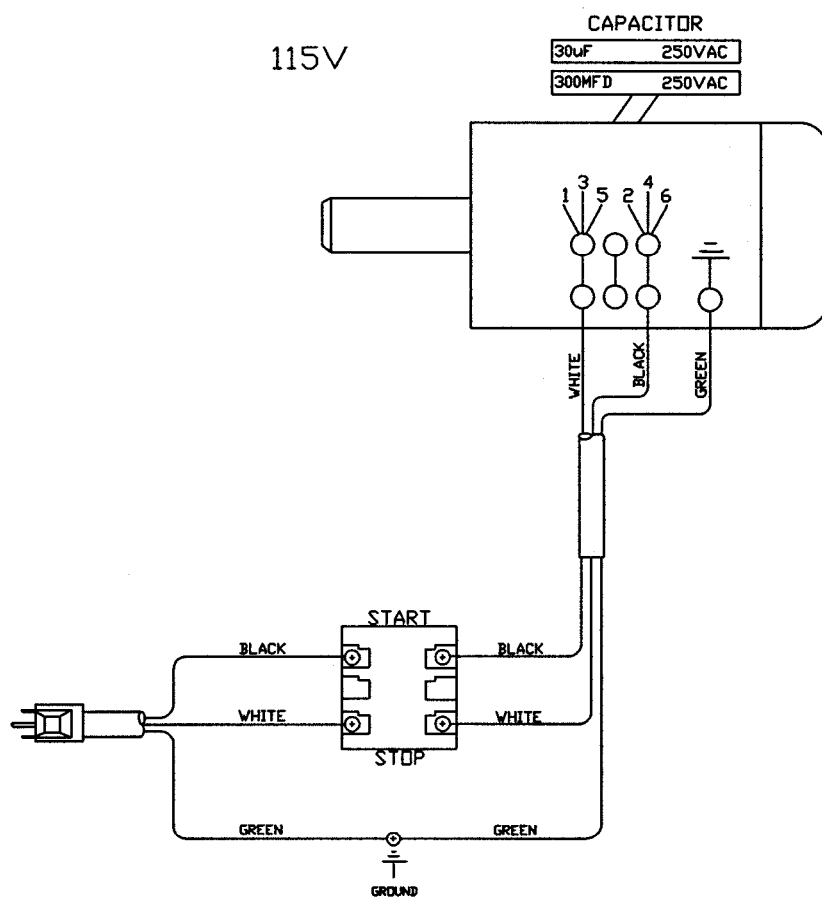 CAPACITOR
115V
30uF 250VAC
300MFD 250VAC
3 4
1 5 2 6
WHITE
BLACK
GREEN
START
BLACK BLACK
WHITE WHITE
STOP
GREEN GREEN
GROUND